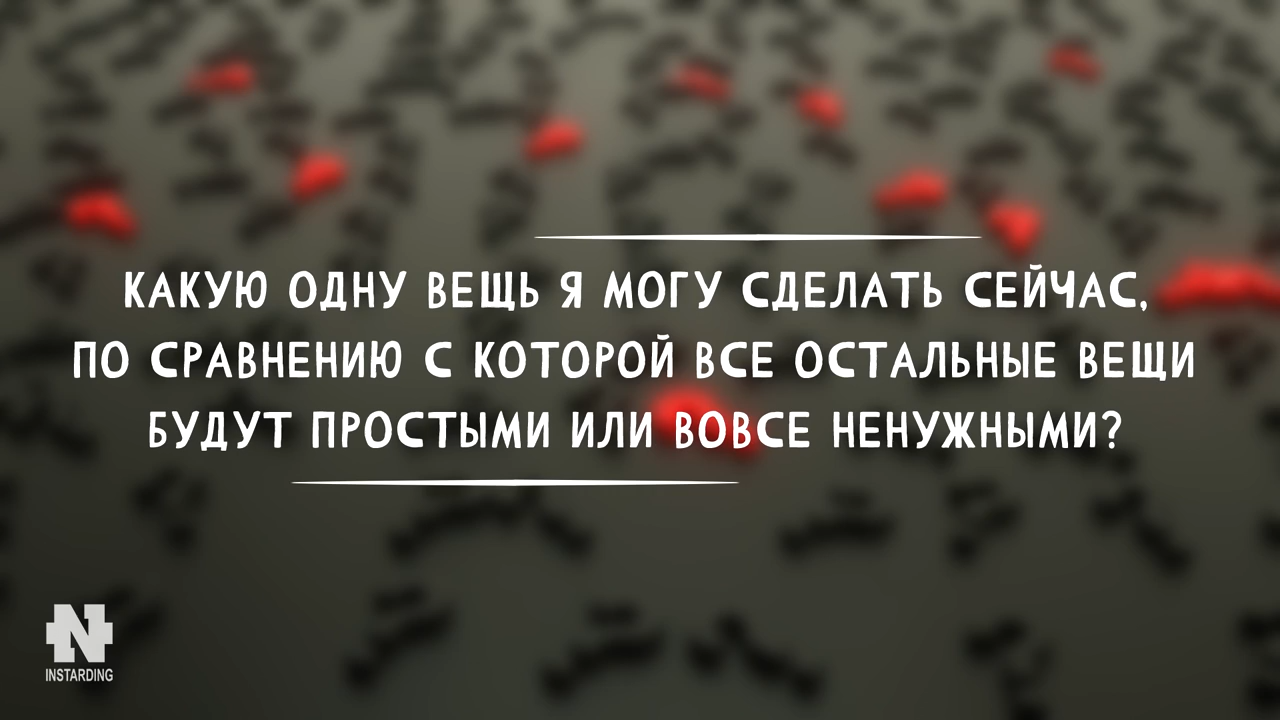 КАКУЮ ОДНУ ВЕЩЬ Я МОГУ СДЕЛАТЬ СЕЙЧАС,
ПО СРАВНЕНИЮ С КОТОРОЙ ВСЕ ОСТАЛЬНЫЕ ВЕЩИ
БУДУТ ПРОСТЫМИ ИЛИ ВОВСЕ НЕНУЖНЫМИ?
N
INSTARDING